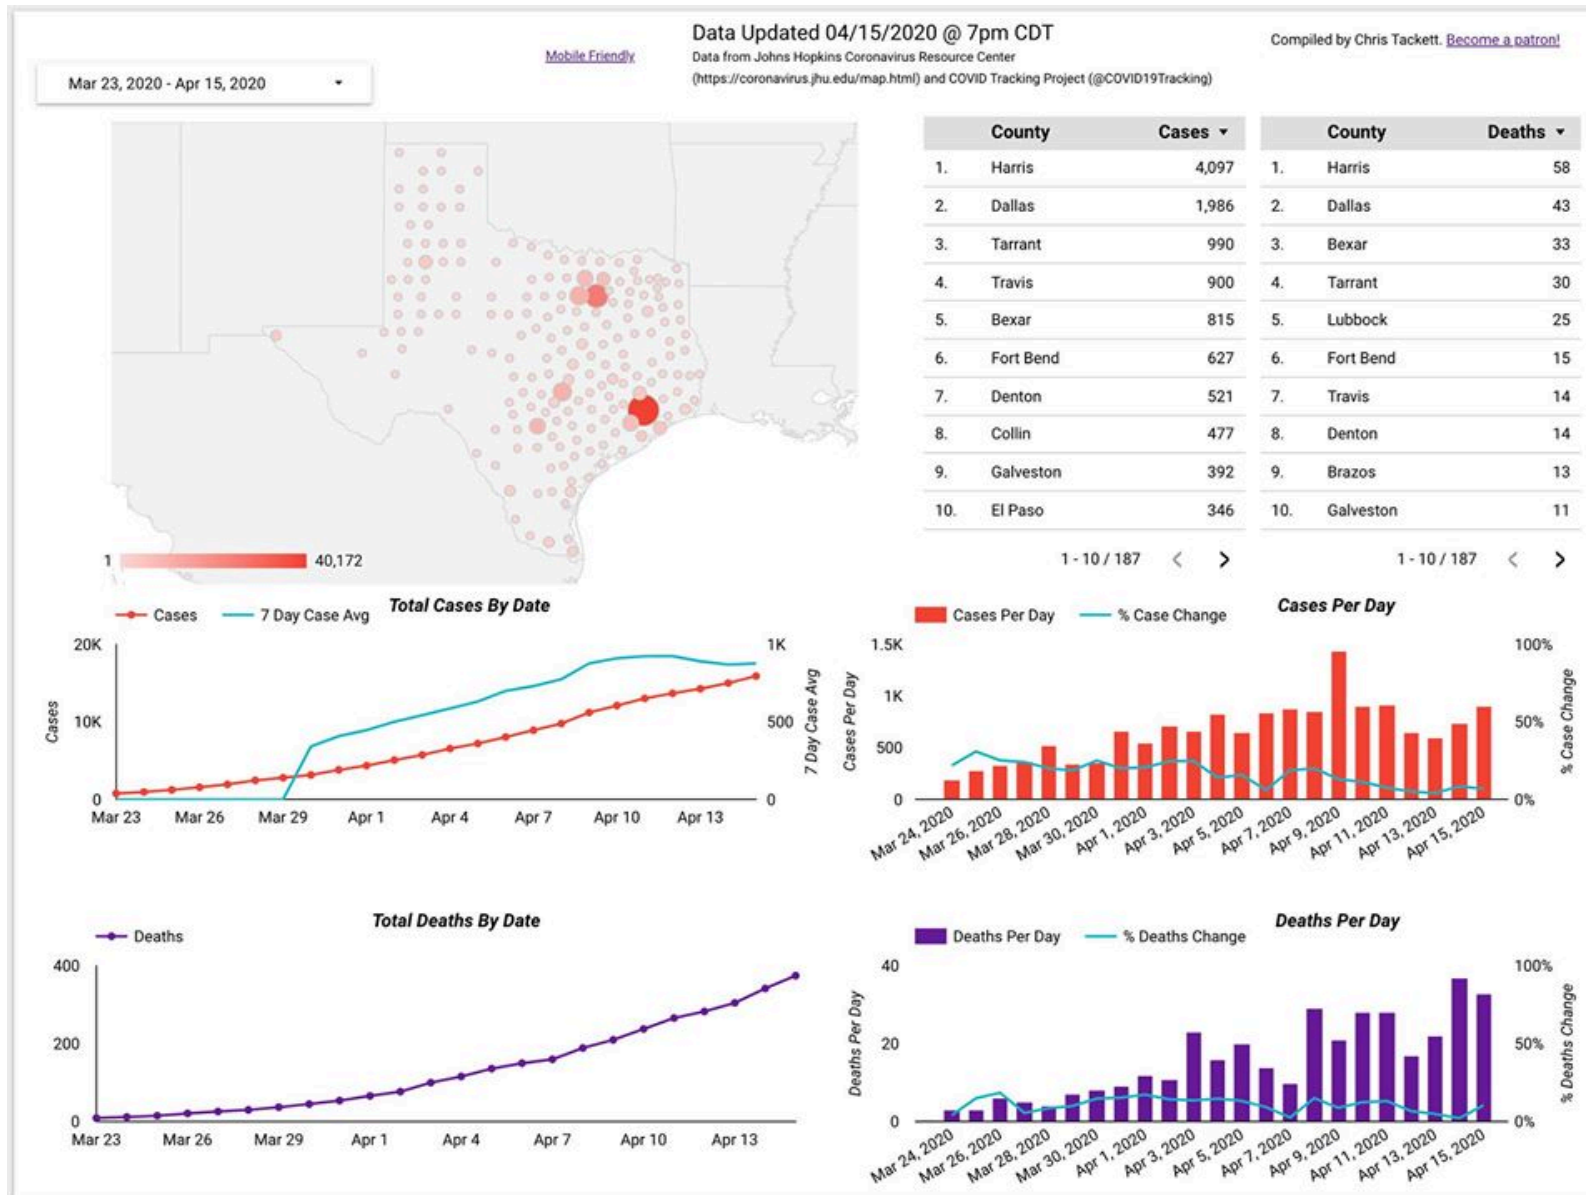 Mobile Friendly
Data Updated 04/15/2020 @ 7pm CDT
Data from Johns Hopkins Coronavirus Resource Center
(https://coronavirus.jhu.edu/map.html) and COVID Tracking Project (@COVID19Tracking)
Compiled by Chris Tackett. Become a patron!
Mar 23, 2020 - Apr 15, 2020
1 40,172
County Cases
1. Harris 4,097
2. Dallas 1,986
3. Tarrant 990
4. Travis 900
5. Bexar 815
6. Fort Bend 627
7. Denton 521
8. Collin 477
9. Galveston 392
10. El Paso 346
1 - 10 / 187
County Deaths
1. Harris 58
2. Dallas 43
3. Bexar 33
4. Tarrant 30
5. Lubbock 25
6. Fort Bend 15
7. Travis 14
8. Denton 14
9. Brazos 13
10. Galveston 11
1 - 10 / 187
Total Cases By Date
Cases 7 Day Case Avg
20K
10K
0
Cases
1K
500
0
7 Day Case Avg
Mar 23 Mar 26 Mar 29 Apr 1 Apr 4 Apr 7 Apr 10 Apr 13
Cases Per Day
Cases Per Day % Case Change
1.5K
1K
500
0
Cases Per Day
100%
50%
0%
% Case Change
Mar 24, 2020 Mar 26, 2020 Mar 28, 2020 Mar 30, 2020 Apr 1, 2020 Apr 3, 2020 Apr 5, 2020 Apr 7, 2020 Apr 9, 2020 Apr 11, 2020 Apr 13, 2020 Apr 15, 2020
Total Deaths By Date
Deaths
400
200
0
Mar 23 Mar 26 Mar 29 Apr 1 Apr 4 Apr 7 Apr 10 Apr 13
Deaths Per Day
Deaths Per Day % Deaths Change
40
20
0
Deaths Per Day
100%
50%
0%
% Deaths Change
Mar 24, 2020 Mar 26, 2020 Mar 28, 2020 Mar 30, 2020 Apr 1, 2020 Apr 3, 2020 Apr 5, 2020 Apr 7, 2020 Apr 9, 2020 Apr 11, 2020 Apr 13, 2020 Apr 15, 2020